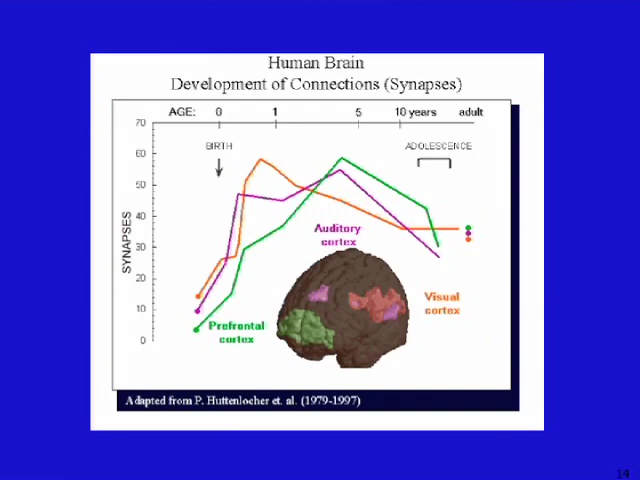 Human Brain
Development of Connections (Synapses)
AGE: 0 1 5 10 years adult
70
BIRTH
ADOLESCENCE
60
50
40
30
20
10
0
SYNAPSES
Auditory
cortex
Visual
cortex
Prefrontal
cortex
Adapted from P. Huttenlocher et. al. (1979-1997)
14